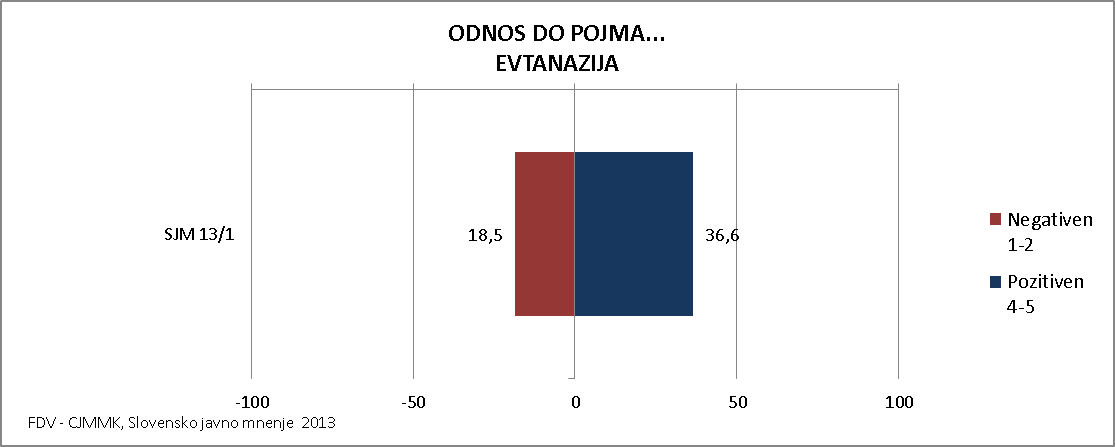 ODNOS DO POJMA...
EVTANAZIJA
SJM 13/1
18,5
36,6
Negativen
1-2
Pozitiven
4-5
-100
-50
0
50
100
FDV - CJMMK, Slovensko javno mnenje 2013